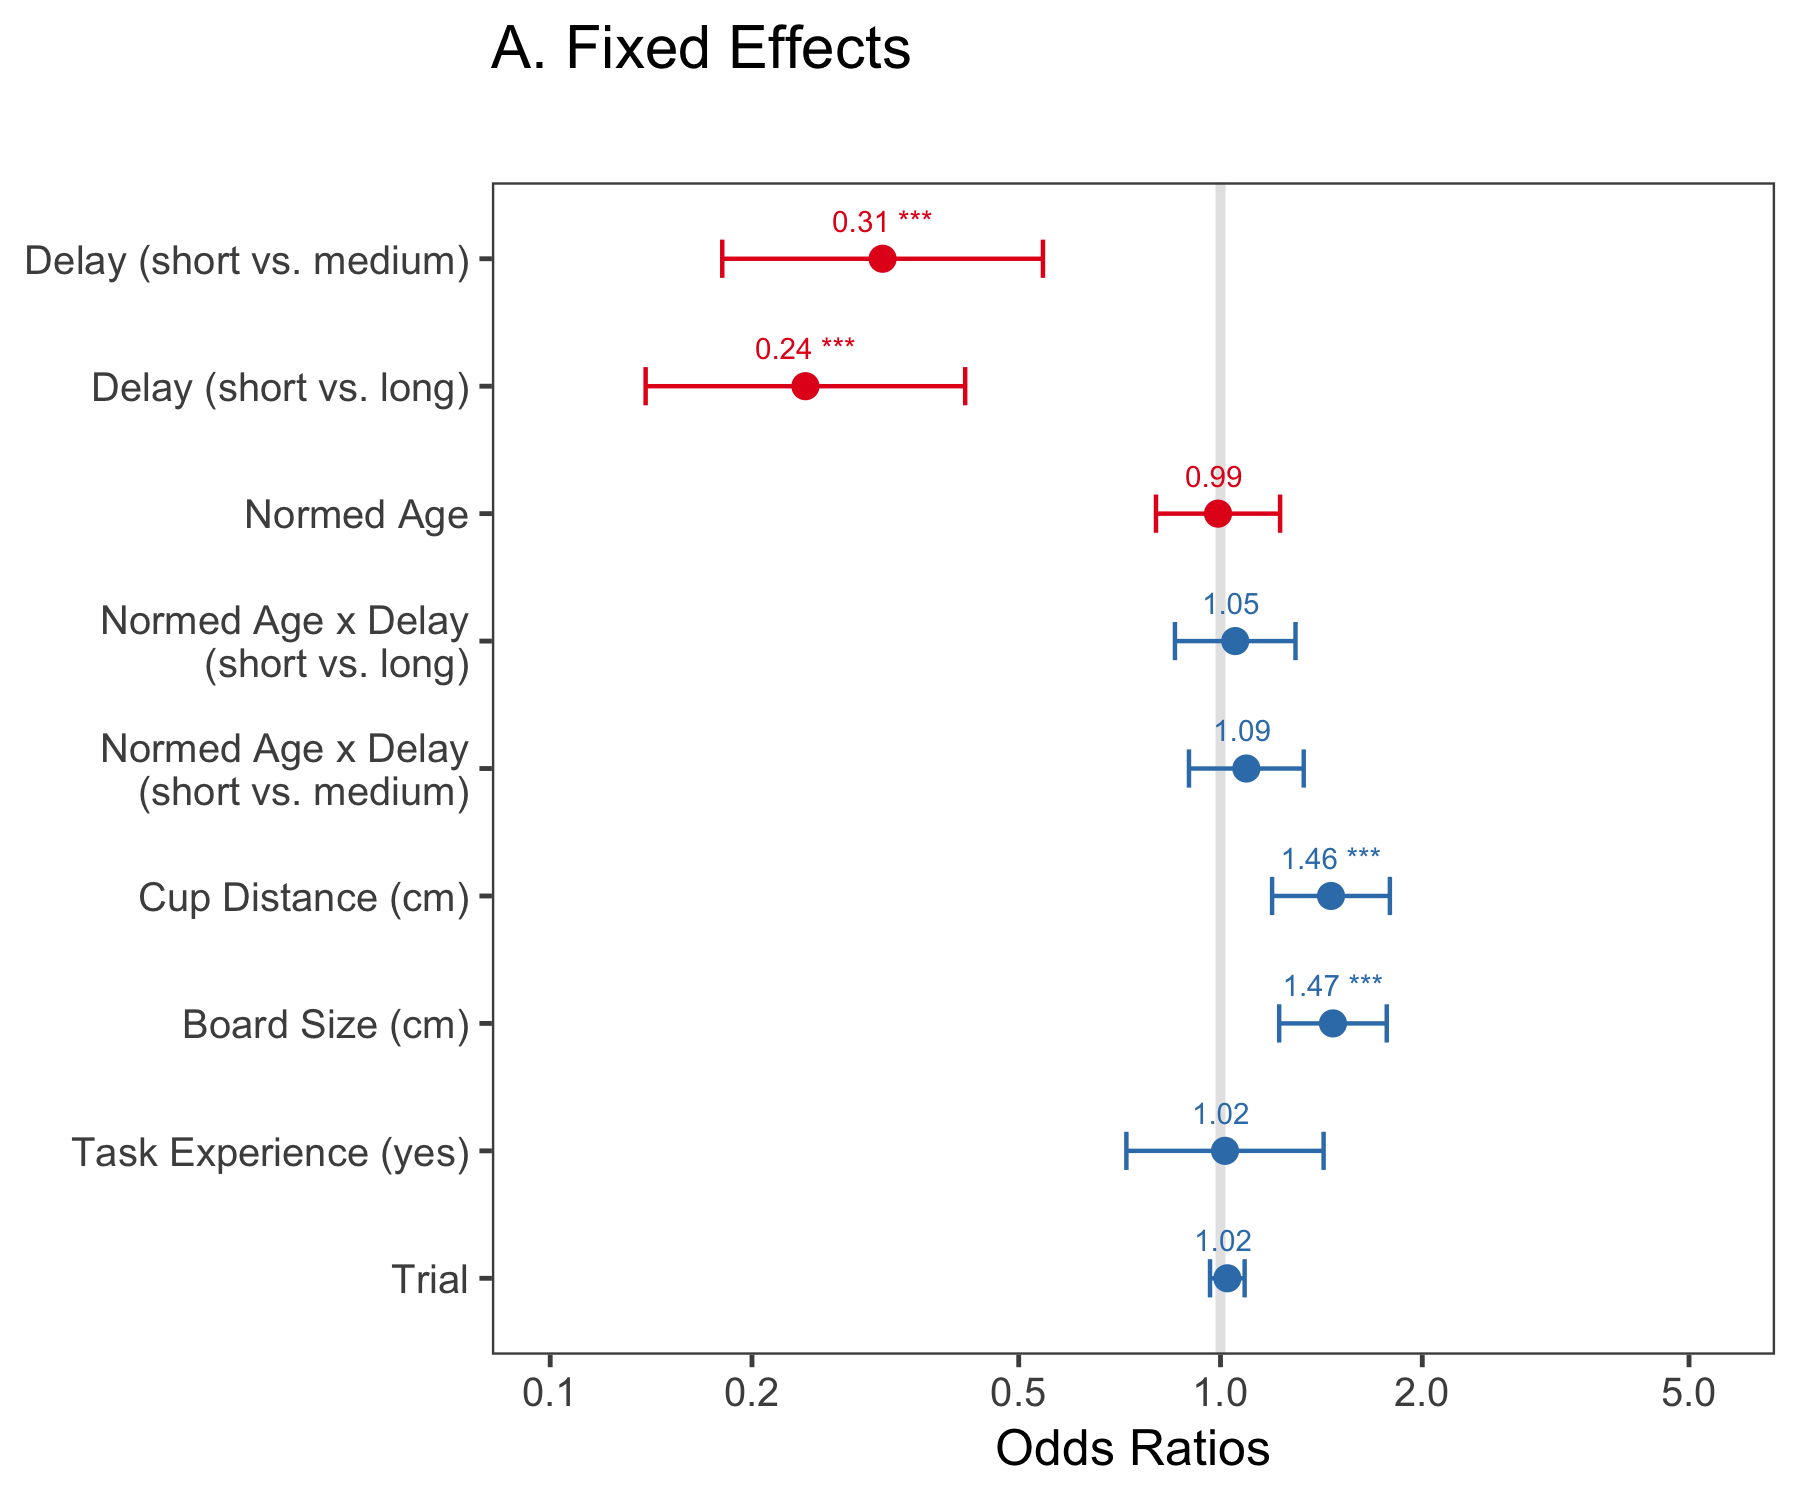 A. Fixed Effects
0.31 ***
Delay (short vs. medium)
0.24 ***
Delay (short vs. long)
0.99
Normed Age
1.05
Normed Age x Delay
(short vs. long)
1.09
Normed Age x Delay
(short vs. medium)
1.46 ***
Cup Distance (cm)
1.47 ***
Board Size (cm)
1.02
Task Experience (yes)
1.02
Trial
0.1 0.2 0.5 1.0 2.0 5.0
Odds Ratios